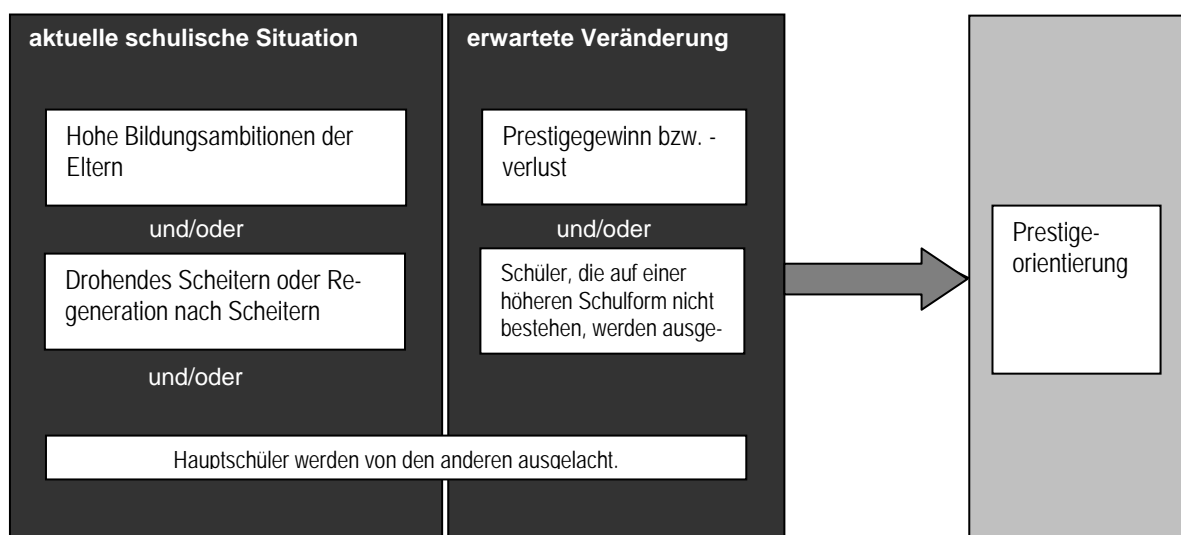 aktuelle schulische Situation
Hohe Bildungsambitionen der
Eltern
und/oder
Drohendes Scheitern oder Re-
generation nach Scheitern
und/oder
erwartete Veränderung
Prestigegewinn bzw. -
verlust
und/oder
Schüler, die auf einer
höheren Schulform nicht
bestehen, werden ausge-
Hauptschüler werden von den anderen ausgelacht.
Prestige-
orientierung